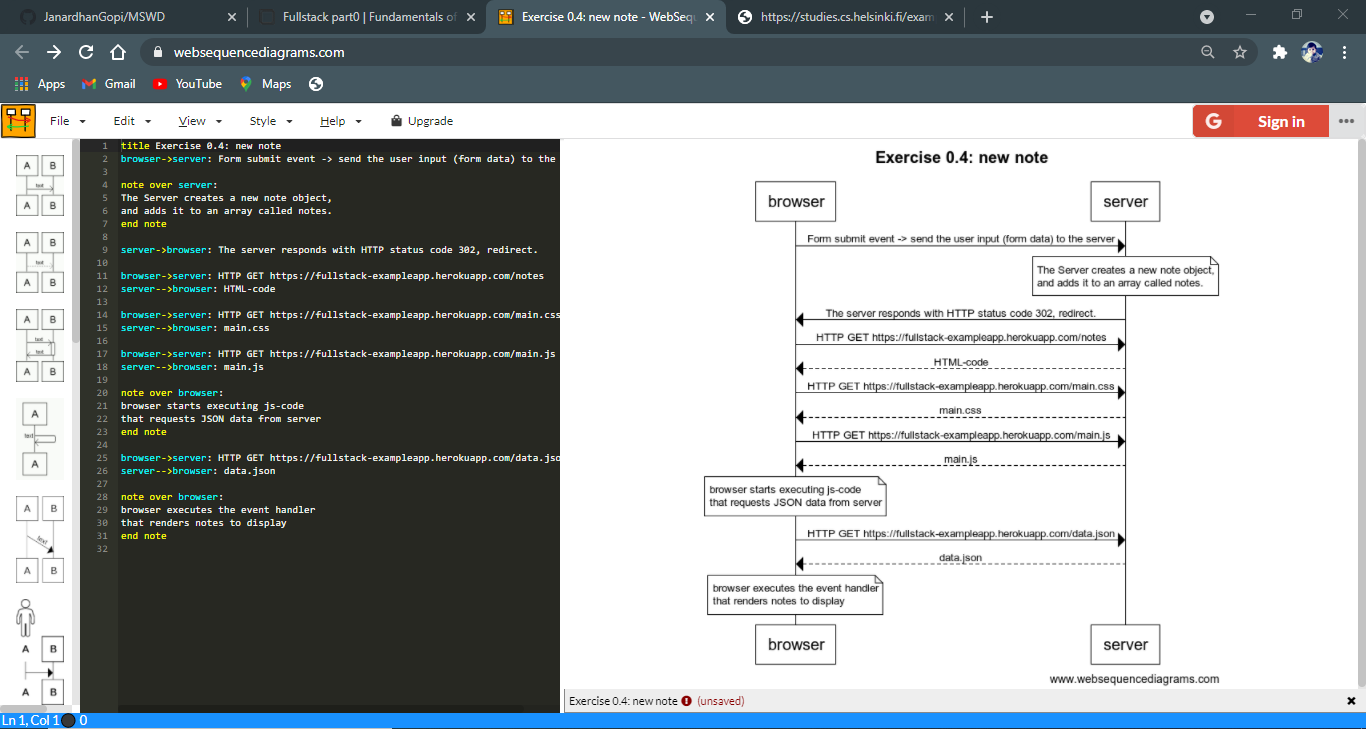 JanardhanGopi/MSWD
Fullstack part0 | Fundamentals of
Exercise 0.4: new note - WebSequ
https://studies.cs.helsinki.fi/exam
websequencediagrams.com
Apps
Gmail
YouTube
Maps
File
Edit
View
Style
Help
Upgrade
G Sign in
A B
text
A B
A B
text
A B
A B
text
text
A B
A
text
A
A B
text
A B
A B
A B
1 title Exercise 0.4: new note
2 browser->server: Form submit event -> send the user input (form data) to the
3
4 note over server:
5 The Server creates a new note object,
6 and adds it to an array called notes.
7 end note
8
9 server->browser: The server responds with HTTP status code 302, redirect.
10
11 browser->server: HTTP GET https://fullstack-exampleapp.herokuapp.com/notes
12 server-->browser: HTML-code
13
14 browser->server: HTTP GET https://fullstack-exampleapp.herokuapp.com/main.css
15 server-->browser: main.css
16
17 browser->server: HTTP GET https://fullstack-exampleapp.herokuapp.com/main.js
18 server-->browser: main.js
19
20 note over browser:
21 browser starts executing js-code
22 that requests JSON data from server
23 end note
24
25 browser->server: HTTP GET https://fullstack-exampleapp.herokuapp.com/data.jso
26 server-->browser: data.json
27
28 note over browser:
29 browser executes the event handler
30 that renders notes to display
31 end note
32
Exercise 0.4: new note
browser server
Form submit event -> send the user input (form data) to the server
The Server creates a new note object,
and adds it to an array called notes.
The server responds with HTTP status code 302, redirect.
HTTP GET https://fullstack-exampleapp.herokuapp.com/notes
HTML-code
HTTP GET https://fullstack-exampleapp.herokuapp.com/main.css
main.css
HTTP GET https://fullstack-exampleapp.herokuapp.com/main.js
main.js
browser starts executing js-code
that requests JSON data from server
HTTP GET https://fullstack-exampleapp.herokuapp.com/data.json
data.json
browser executes the event handler
that renders notes to display
browser server
www.websequencediagrams.com
Exercise 0.4: new note (unsaved)
Ln 1, Col 1 0